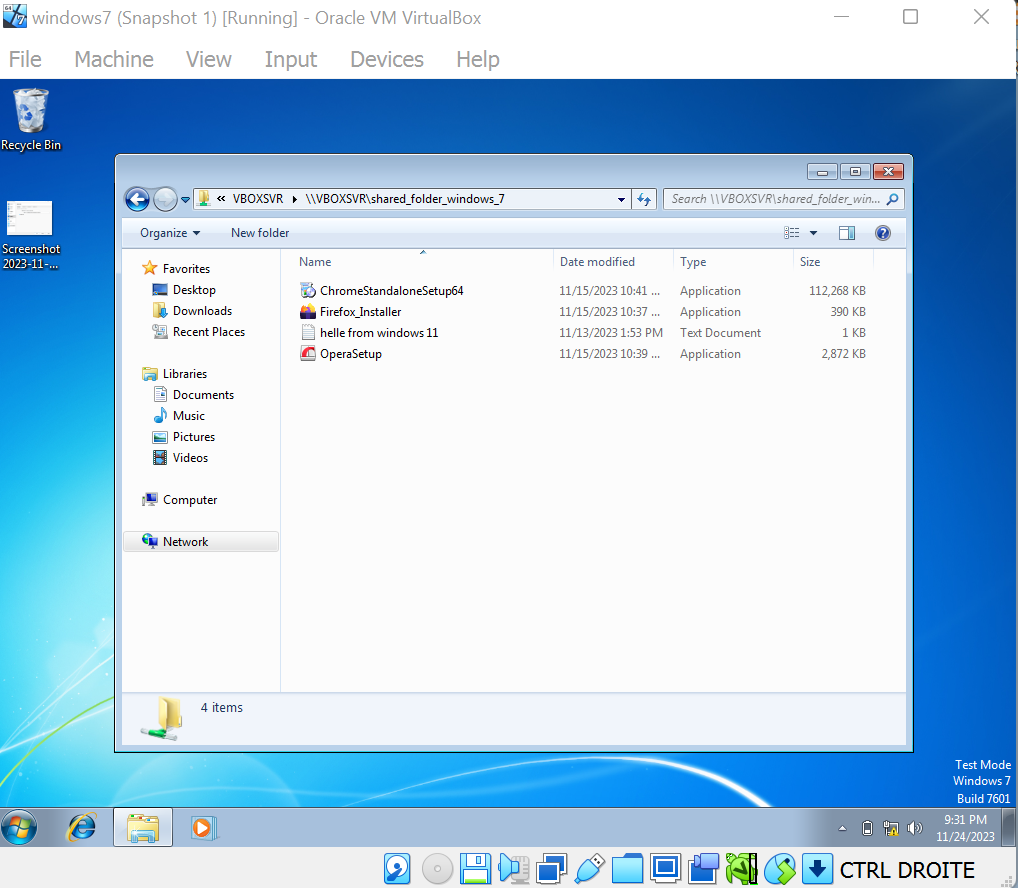 windows7 (Snapshot 1) [Running] - Oracle VM VirtualBox
File Machine View Input Devices Help
Recycle Bin
Screenshot
2023-11-...
« VBOXSVR ▸ \\VBOXSVR\shared_folder_windows_7
Search \\VBOXSVR\shared_folder_win...
Organize New folder
Favorites
Desktop
Downloads
Recent Places
Libraries
Documents
Music
Pictures
Videos
Computer
Network
Name Date modified Type Size
ChromeStandaloneSetup64 11/15/2023 10:41 ... Application 112,268 KB
Firefox_Installer 11/15/2023 10:37 ... Application 390 KB
helle from windows 11 11/13/2023 1:53 PM Text Document 1 KB
OperaSetup 11/15/2023 10:39 ... Application 2,872 KB
4 items
Test Mode
Windows 7
Build 7601
9:31 PM
11/24/2023
CTRL DROITE